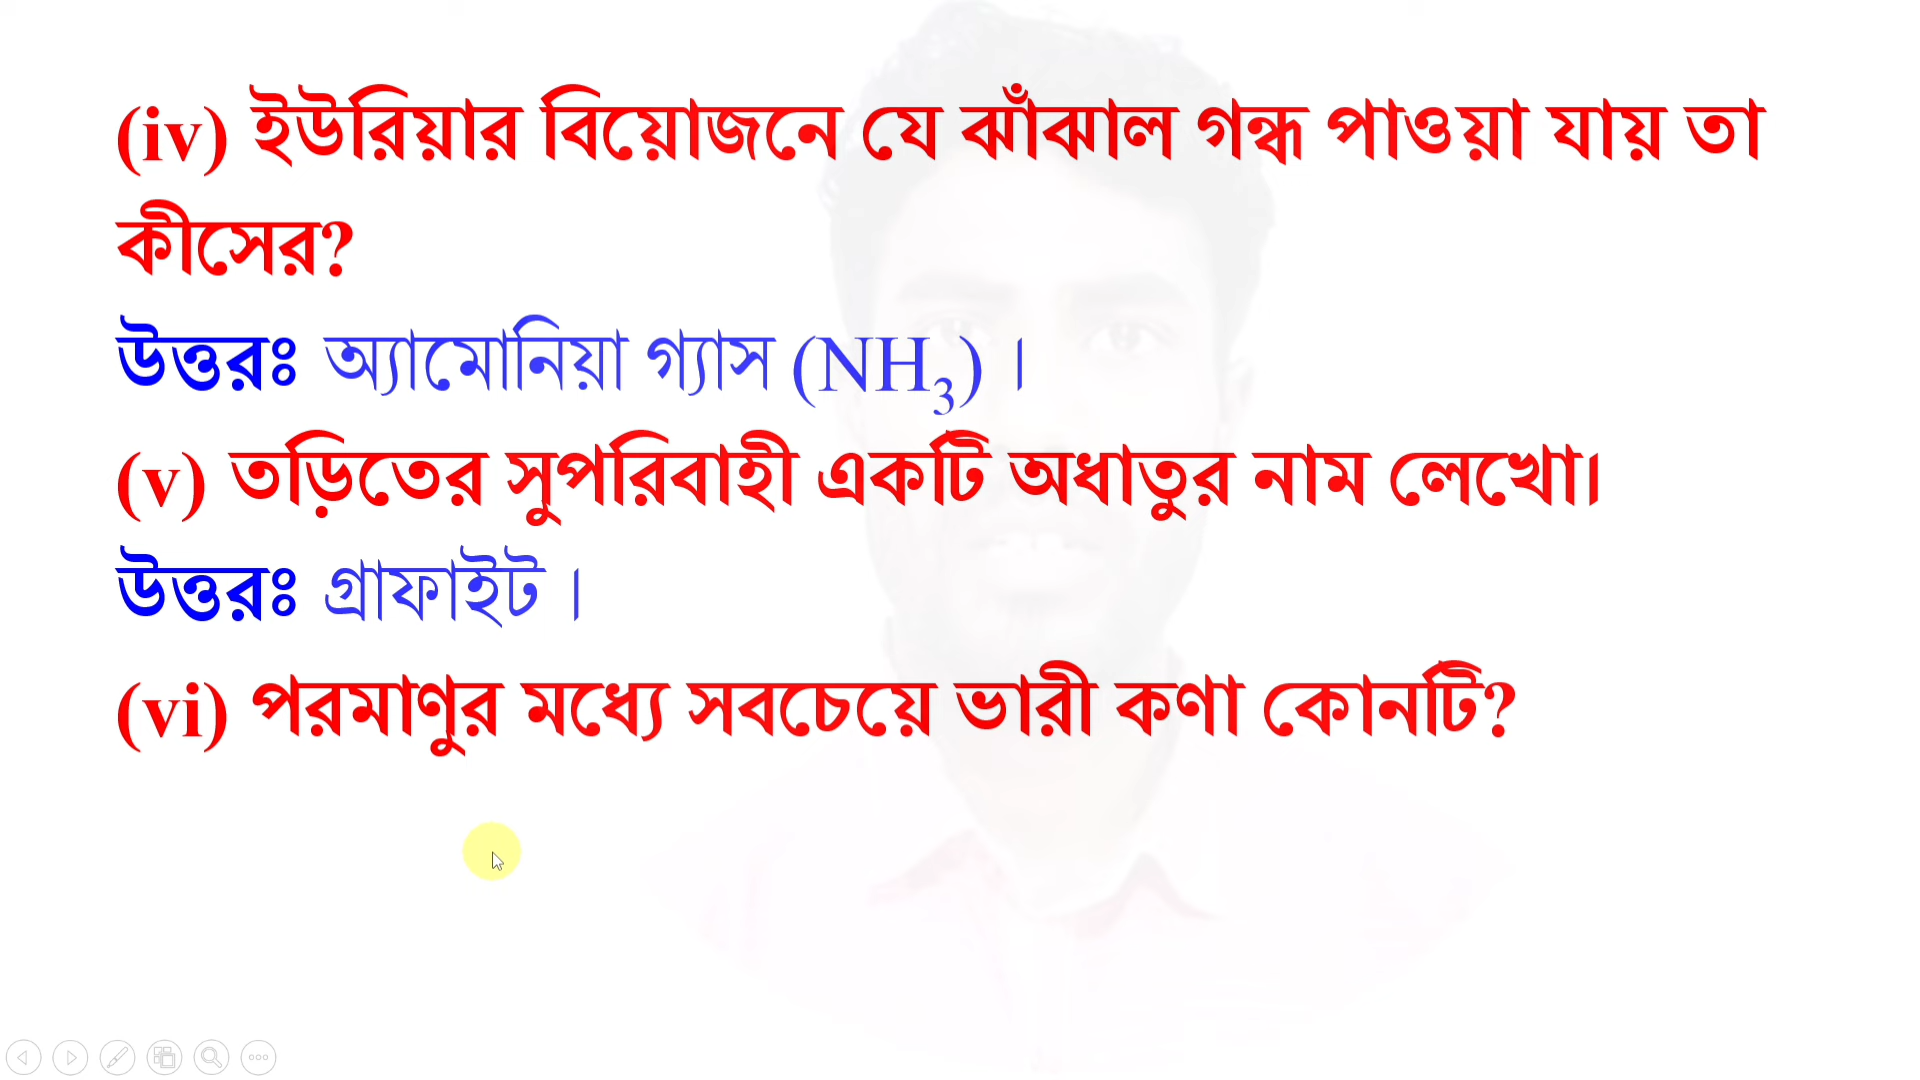 (iv) ইউরিয়ার বিয়োজনে যে ঝাঁঝাল গন্ধ পাওয়া যায় তা
কীসের?
উত্তরঃ অ্যামোনিয়া গ্যাস (NH₃) ।
(v) তড়িতের সুপরিবাহী একটি অধাতুর নাম লেখো।
উত্তরঃ গ্রাফাইট ।
(vi) পরমাণুর মধ্যে সবচেয়ে ভারী কণা কোনটি?